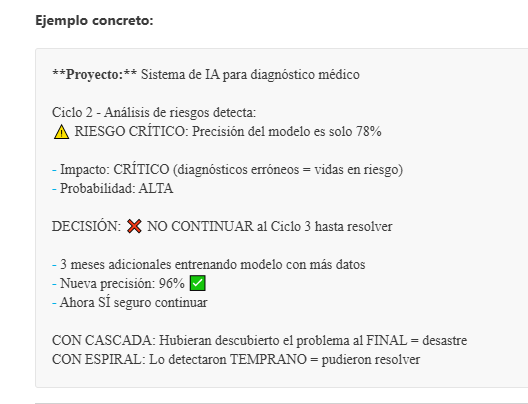 Ejemplo concreto:
**Proyecto:** Sistema de IA para diagnóstico médico
Ciclo 2 - Análisis de riesgos detecta:
⚠️ RIESGO CRÍTICO: Precisión del modelo es solo 78%
- Impacto: CRÍTICO (diagnósticos erróneos = vidas en riesgo)
- Probabilidad: ALTA
DECISIÓN: ❌ NO CONTINUAR al Ciclo 3 hasta resolver
- 3 meses adicionales entrenando modelo con más datos
- Nueva precisión: 96% ✅
- Ahora SÍ seguro continuar
CON CASCADA: Hubieran descubierto el problema al FINAL = desastre
CON ESPIRAL: Lo detectaron TEMPRANO = pudieron resolver